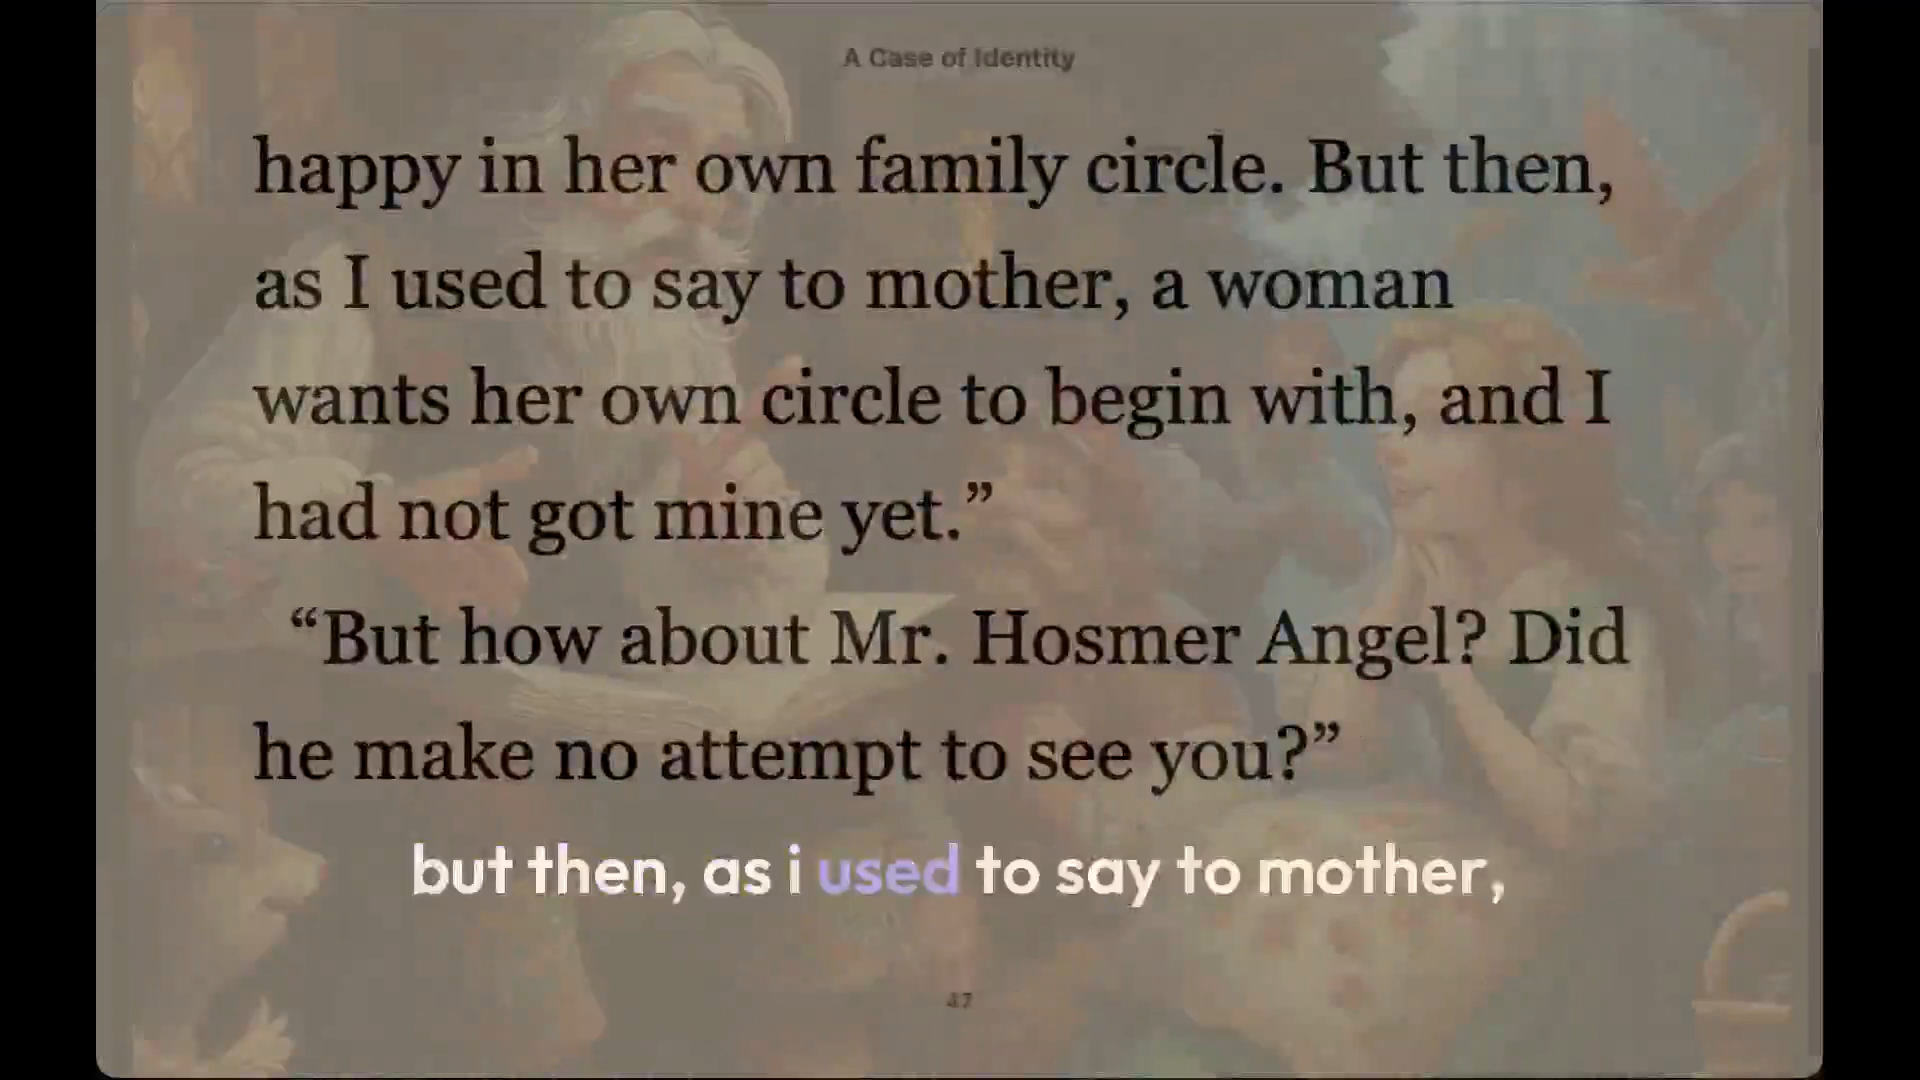 A Case of Identity
happy in her own family circle. But then,
as I used to say to mother, a woman
wants her own circle to begin with, and I
had not got mine yet.”
“But how about Mr. Hosmer Angel? Did
he make no attempt to see you?”
but then, as i used to say to mother,
47